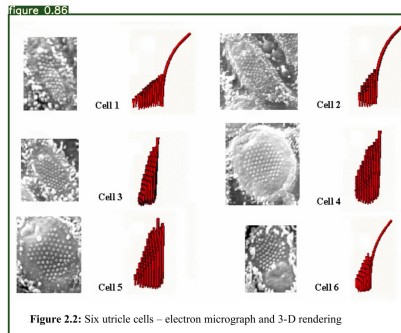 figure 0.86
Cell 1
Cell 2
Cell 3
Cell 4
Cell 5
Cell 6
Figure 2.2: Six utricle cells – electron micrograph and 3-D rendering